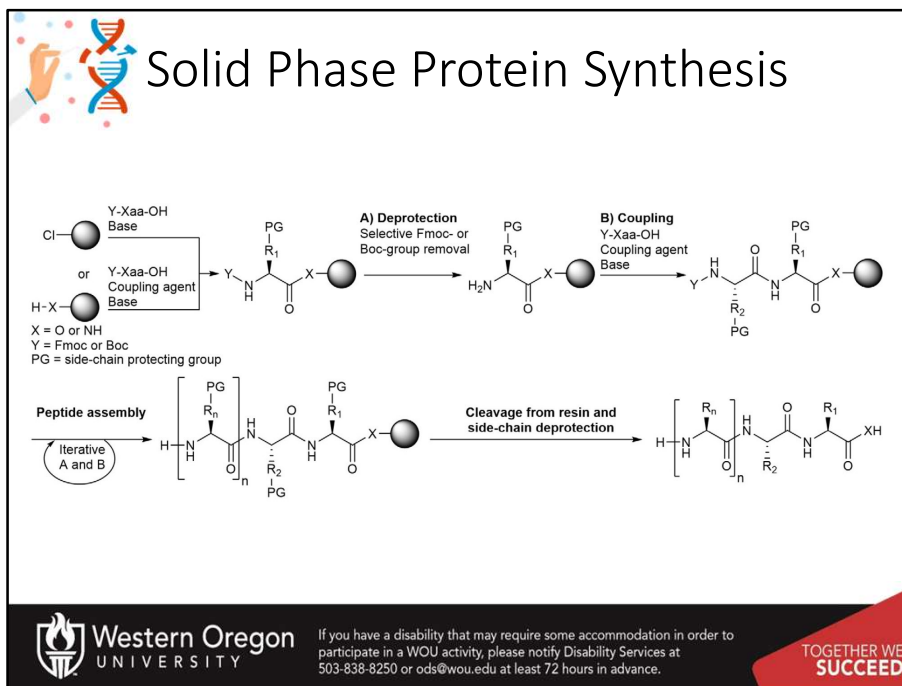 Solid Phase Protein Synthesis
Cl
Y-Xaa-OH
Base
or
Y-Xaa-OH
Coupling agent
Base
H-X
X = O or NH
Y = Fmoc or Boc
PG = side-chain protecting group
PG
R1
Y
N
H
O
X
A) Deprotection
Selective Fmoc- or
Boc-group removal
PG
R1
H2N
O
X
B) Coupling
Y-Xaa-OH
Coupling agent
Base
PG
R1
H
N
Y
O
R2
PG
N
H
O
X
Peptide assembly
Iterative
A and B
PG
Rn
H
N
H
O
n
H
N
R2
PG
O
N
H
PG
R1
O
X
Cleavage from resin and
side-chain deprotection
Rn
H
N
H
O
n
H
N
R2
O
N
H
R1
O
XH
Western Oregon
UNIVERSITY
If you have a disability that may require some accommodation in order to
participate in a WOU activity, please notify Disability Services at
503-838-8250 or ods@wou.edu at least 72 hours in advance.
TOGETHER WE
SUCCEED